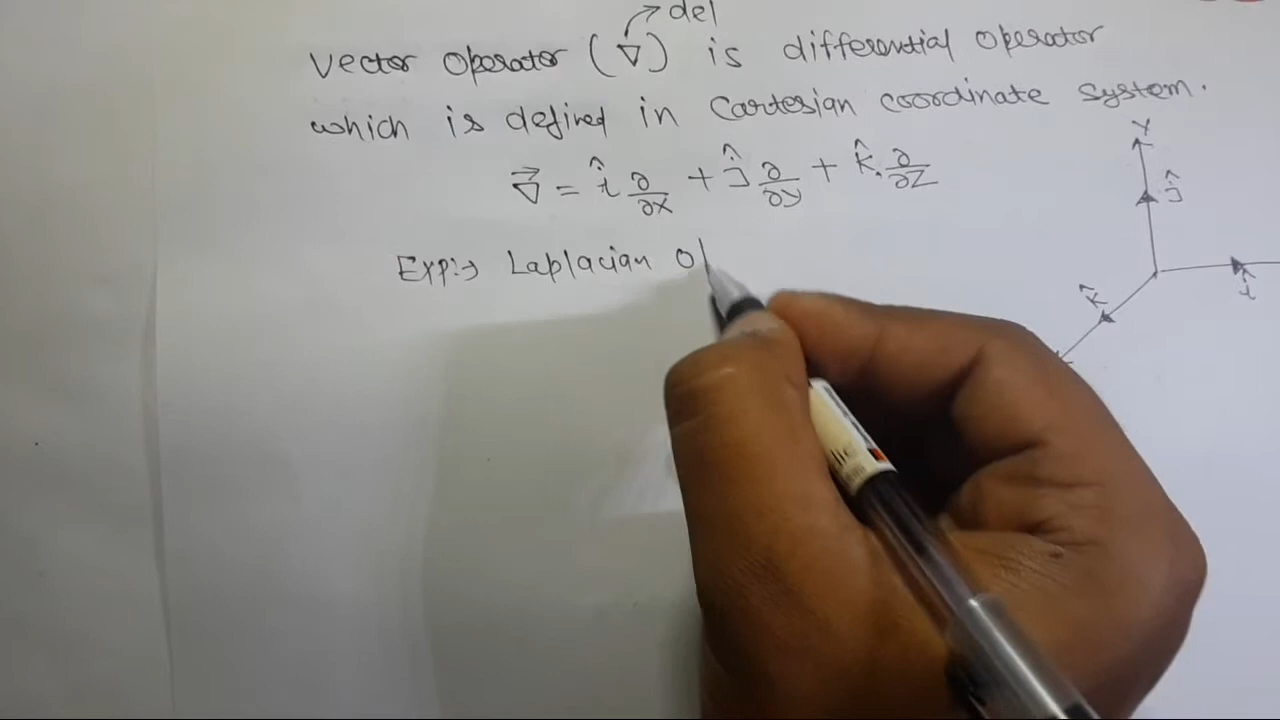 del
Vector Operator (∇) is differential Operator
which is defined in Cartesian coordinate system.
∇⃗ = î ∂/∂x + ĵ ∂/∂y + k̂.∂/∂z
Exp:→ Laplacian
Y
ĵ
k̂
î